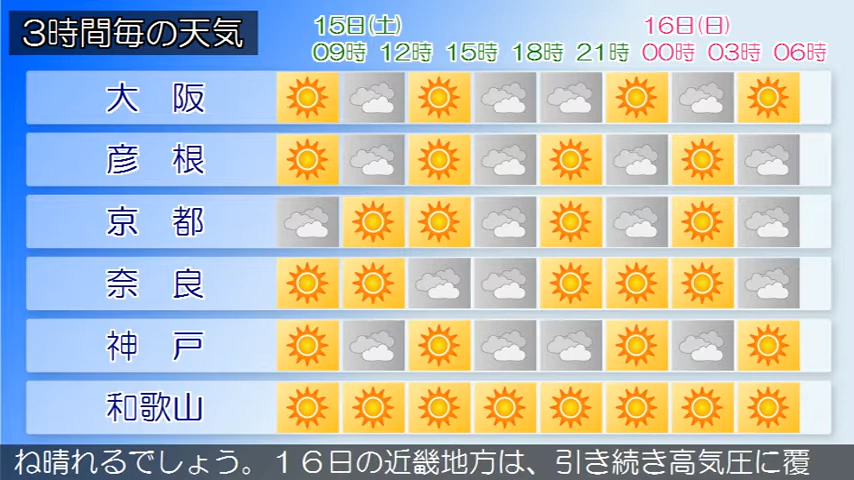 3時間毎の天気
15日(土) 16日(日)
09時 12時 15時 18時 21時 00時 03時 06時
大阪
彦根
京都
奈良
神戸
和歌山
ね晴れるでしょう。１６日の近畿地方は、引き続き高気圧に覆